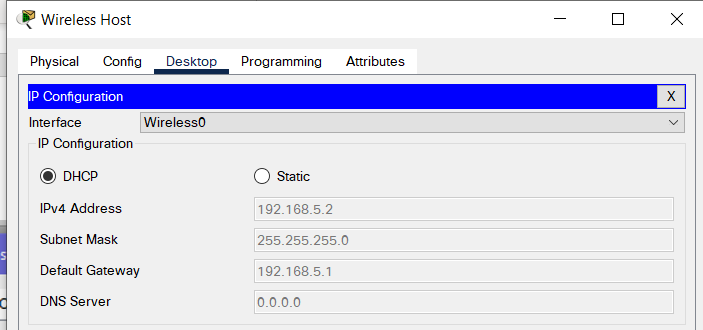 Wireless Host
Physical Config Desktop Programming Attributes
IP Configuration X
Interface Wireless0
IP Configuration
DHCP Static
IPv4 Address 192.168.5.2
Subnet Mask 255.255.255.0
Default Gateway 192.168.5.1
DNS Server 0.0.0.0